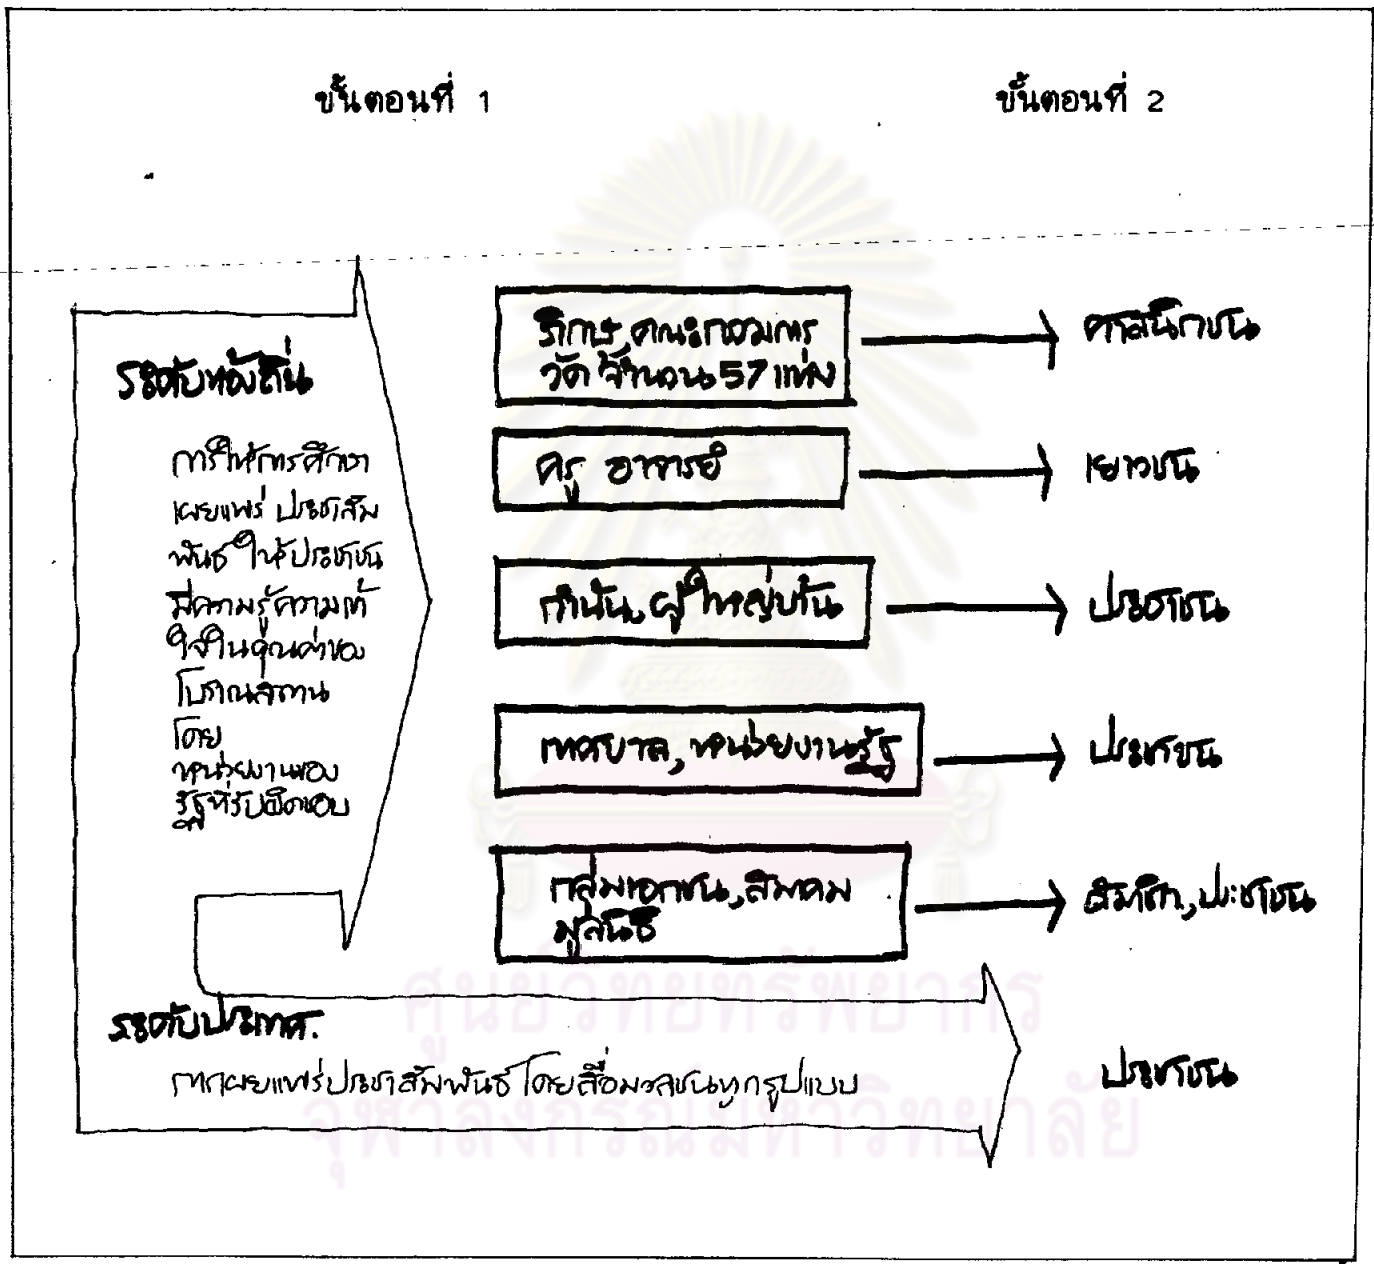 ขั้นตอนที่ 1
ขั้นตอนที่ 2
ระดับท้องถิ่น
การให้การศึกษา
เผยแพร่ ประชาสัม
พันธ์ ให้ประชาชน
มีความรู้ความเข้า
ใจในคุณค่าของ
โบราณสถาน
โดย
หน่วยงานของ
รัฐที่รับผิดชอบ
ภิกษุ, คณะกรรมการ
วัด จำนวน 57 แห่ง
ศาสนิกชน
ครู อาจารย์
เยาวชน
กำนัน, ผู้ใหญ่บ้าน
ประชาชน
เทศบาล, หน่วยงานรัฐ
ประชาชน
กลุ่มเอกชน, สมาคม
มูลนิธิ
สมาชิก, ประชาชน
ระดับประเทศ.
การเผยแพร่ประชาสัมพันธ์ โดยสื่อมวลชนทุกรูปแบบ
ประชาชน
ศูนย์วิทยทรัพยากร
จุฬาลงกรณ์มหาวิทยาลัย